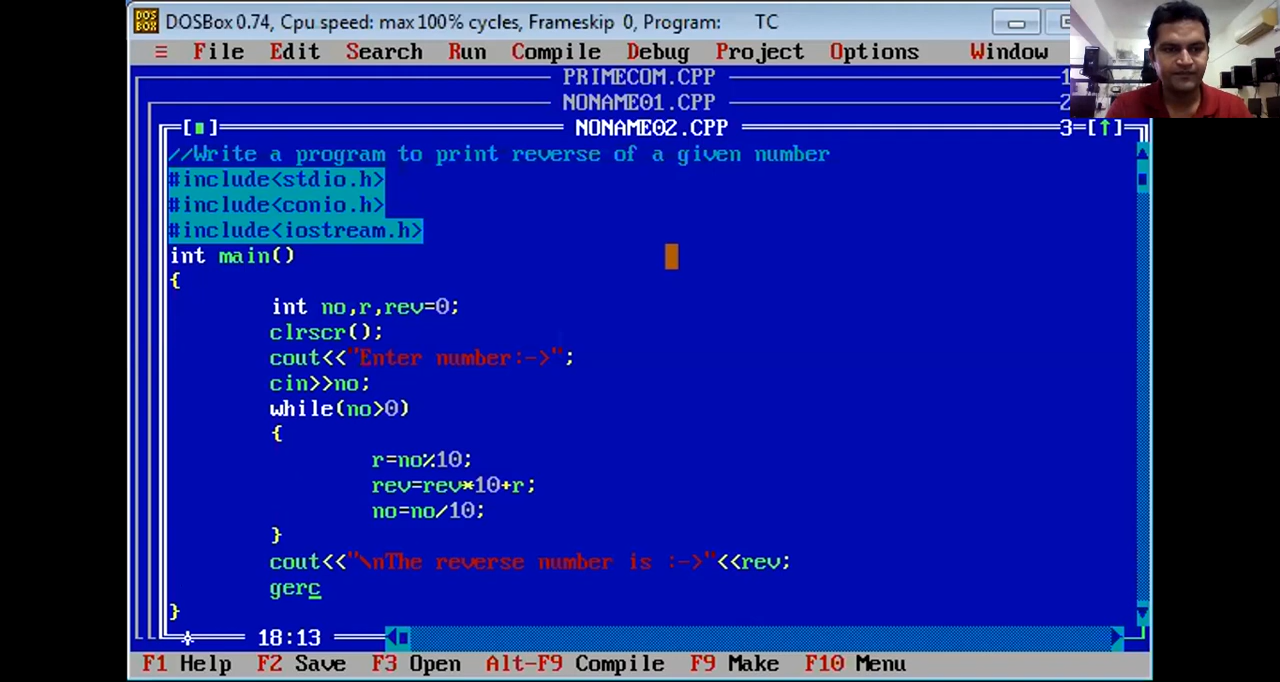 DOSBox 0.74, Cpu speed: max 100% cycles, Frameskip 0, Program: TC
≡ File Edit Search Run Compile Debug Project Options Window
PRIMECOM.CPP 1
NONAME01.CPP 2
[■] NONAME02.CPP 3=[↑]
//Write a program to print reverse of a given number
#include<stdio.h>
#include<conio.h>
#include<iostream.h>
int main()
{
int no,r,rev=0;
clrscr();
cout<<"Enter number:->";
cin>>no;
while(no>0)
{
r=no%10;
rev=rev*10+r;
no=no/10;
}
cout<<"\nThe reverse number is :->"<<rev;
gerc
}
18:13
F1 Help F2 Save F3 Open Alt-F9 Compile F9 Make F10 Menu